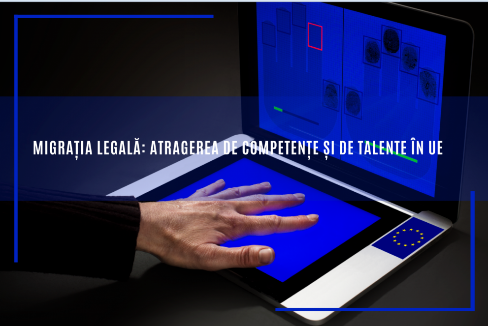 MIGRAȚIA LEGALĂ: ATRAGEREA DE COMPETENȚE ȘI DE TALENTE ÎN UE